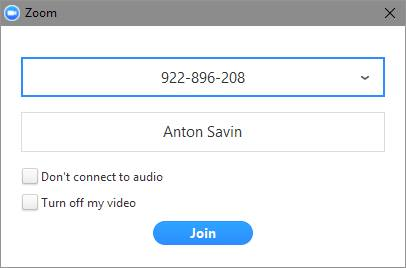 Zoom
922-896-208
Anton Savin
Don't connect to audio
Turn off my video
Join